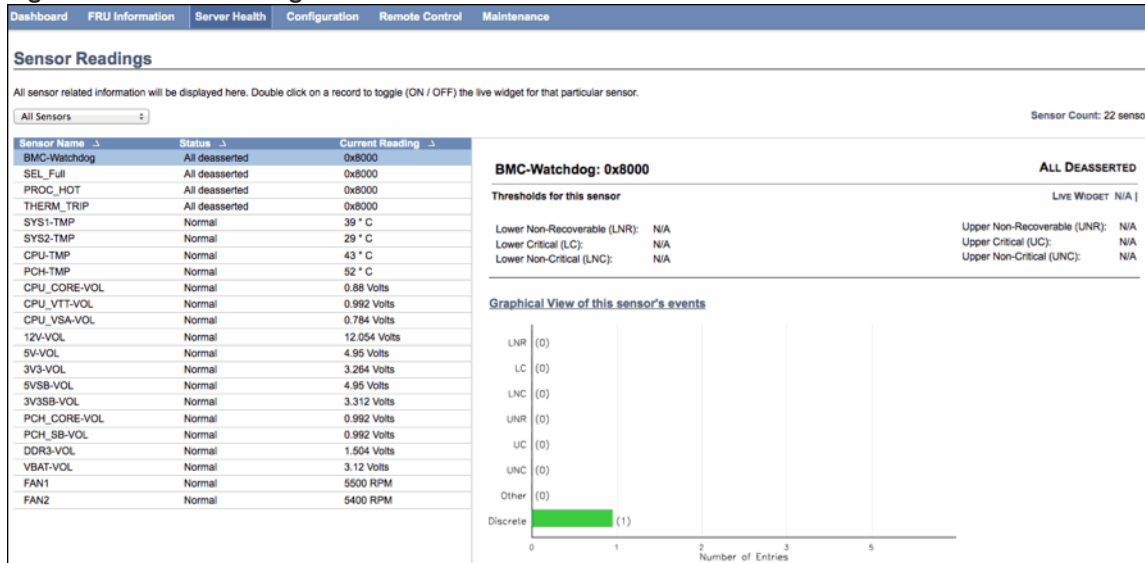 Dashboard FRU Information Server Health Configuration Remote Control Maintenance
Sensor Readings
All sensor related information will be displayed here. Double click on a record to toggle (ON / OFF) the live widget for that particular sensor.
All Sensors
Sensor Count: 22 senso
Sensor Name Status Current Reading
BMC-Watchdog All deasserted 0x8000
SEL_Full All deasserted 0x8000
PROC_HOT All deasserted 0x8000
THERM_TRIP All deasserted 0x8000
SYS1-TMP Normal 39 ° C
SYS2-TMP Normal 29 ° C
CPU-TMP Normal 43 ° C
PCH-TMP Normal 52 ° C
CPU_CORE-VOL Normal 0.88 Volts
CPU_VTT-VOL Normal 0.992 Volts
CPU_VSA-VOL Normal 0.784 Volts
12V-VOL Normal 12.054 Volts
5V-VOL Normal 4.95 Volts
3V3-VOL Normal 3.264 Volts
5VSB-VOL Normal 4.95 Volts
3V3SB-VOL Normal 3.312 Volts
PCH_CORE-VOL Normal 0.992 Volts
PCH_SB-VOL Normal 0.992 Volts
DDR3-VOL Normal 1.504 Volts
VBAT-VOL Normal 3.12 Volts
FAN1 Normal 5500 RPM
FAN2 Normal 5400 RPM
BMC-Watchdog: 0x8000 ALL DEASSERTED
Thresholds for this sensor LIVE WIDGET N/A |
Lower Non-Recoverable (LNR): N/A Upper Non-Recoverable (UNR): N/A
Lower Critical (LC): N/A Upper Critical (UC): N/A
Lower Non-Critical (LNC): N/A Upper Non-Critical (UNC): N/A
Graphical View of this sensor's events
LNR (0)
LC (0)
LNC (0)
UNR (0)
UC (0)
UNC (0)
Other (0)
Discrete (1)
0 1 2 3 5
Number of Entries